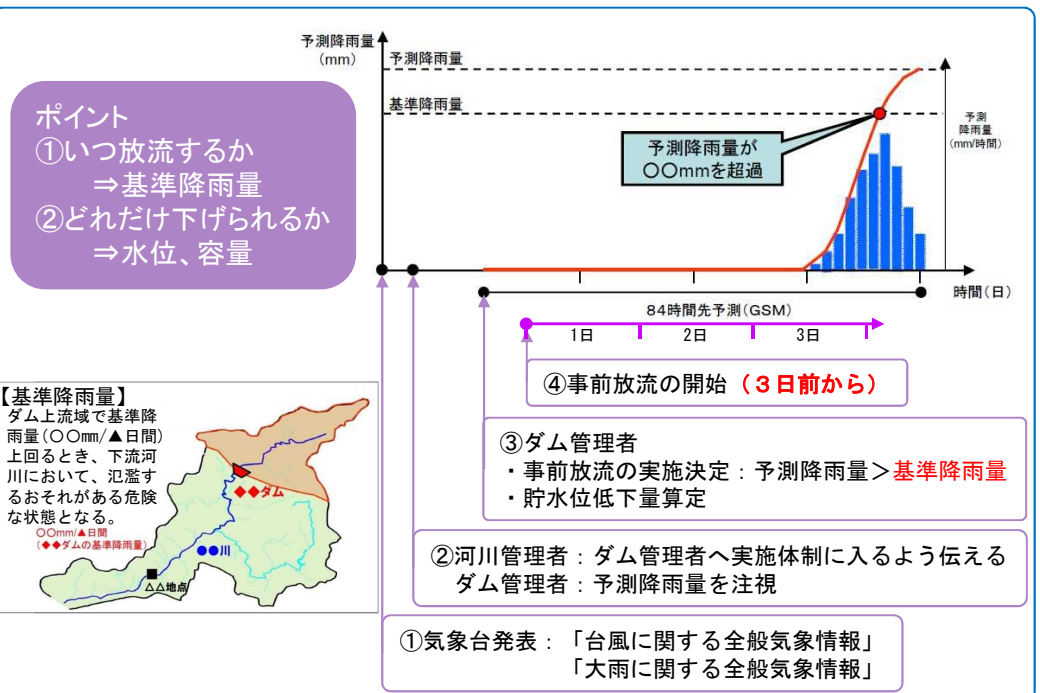 予測降雨量
(mm)
予測降雨量
基準降雨量
予測
降雨量
(mm/時間)
予測降雨量が
〇〇mmを超過
ポイント
①いつ放流するか
⇒基準降雨量
②どれだけ下げられるか
⇒水位、容量
時間(日)
84時間先予測(GSM)
1日
2日
3日
④事前放流の開始(3日前から)
③ダム管理者
・事前放流の実施決定：予測降雨量＞基準降雨量
・貯水位低下量算定
②河川管理者：ダム管理者へ実施体制に入るよう伝える
ダム管理者：予測降雨量を注視
①気象台発表：「台風に関する全般気象情報」
「大雨に関する全般気象情報」
【基準降雨量】
ダム上流域で基準降
雨量(〇〇mm/▲日間)
上回るとき、下流河
川において、氾濫す
るおそれがある危険
な状態となる。
〇〇mm/▲日間
(◆◆ダムの基準降雨量)
◆◆ダム
●●川
△△地点